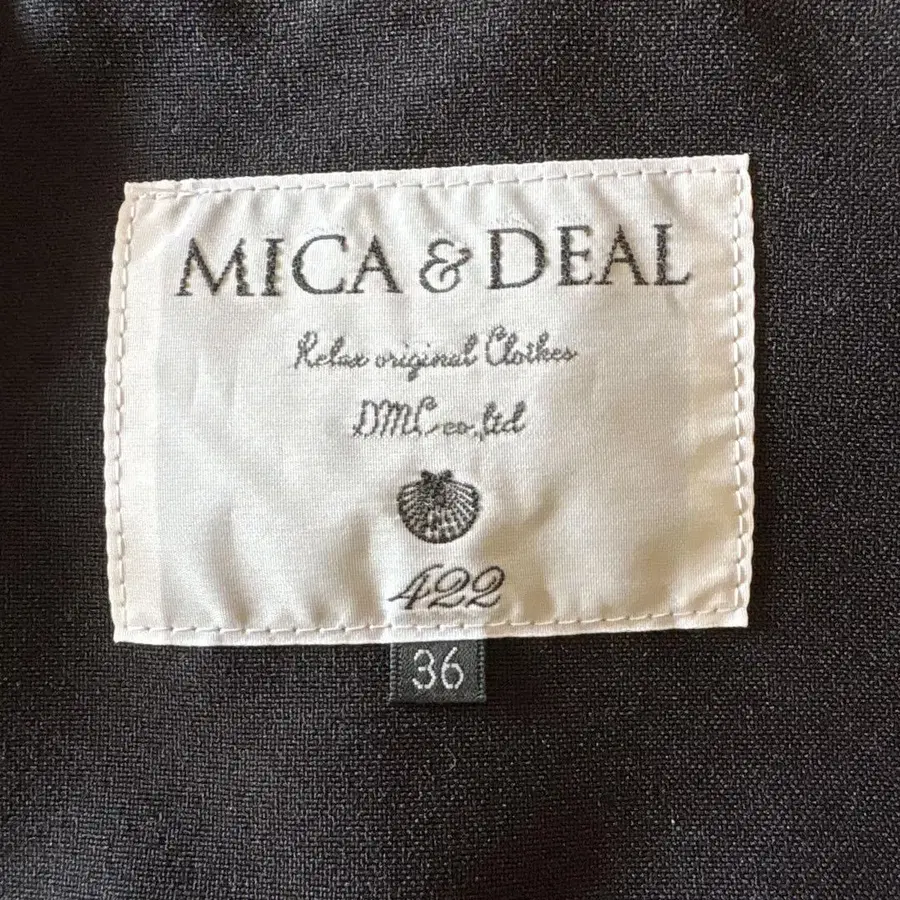 MICA & DEAL
Relax original Clothes
DMC co.,ltd
422
36